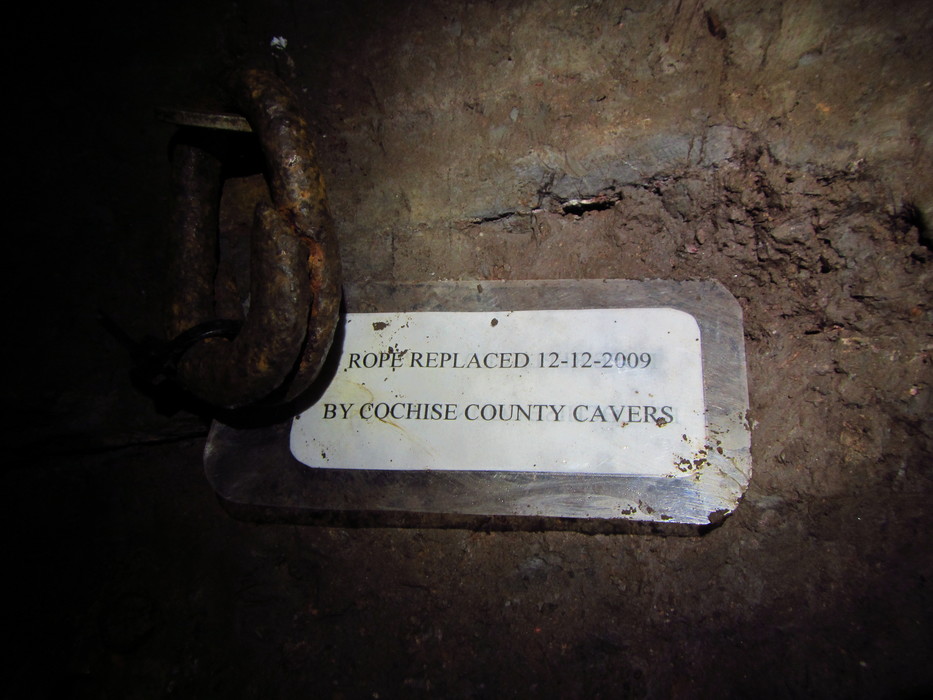 ROPE REPLACED 12-12-2009
BY COCHISE COUNTY CAVERS